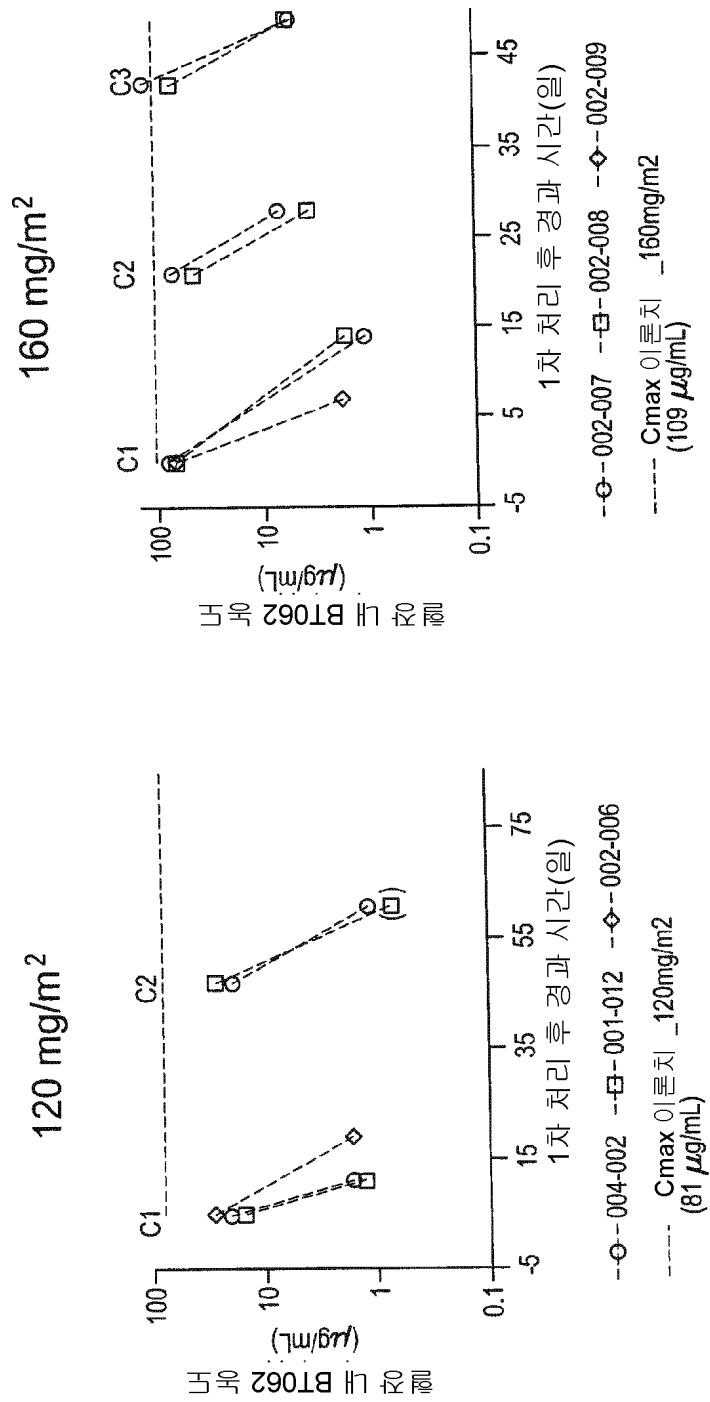 120 mg/m²
혈장 내 BT062 농도
(µg/mL)
100
10
1
0.1
C1
C2
-5
15
35
55
75
( )
1차 처리 후 경과 시간(일)
004-002
001-012
002-006
Cmax 이론치 _120mg/m2
(81 µg/mL)
160 mg/m²
혈장 내 BT062 농도
(µg/mL)
100
10
1
0.1
C1
C2
C3
-5
5
15
25
35
45
1차 처리 후 경과 시간(일)
002-007
002-008
002-009
Cmax 이론치 _160mg/m2
(109 µg/mL)